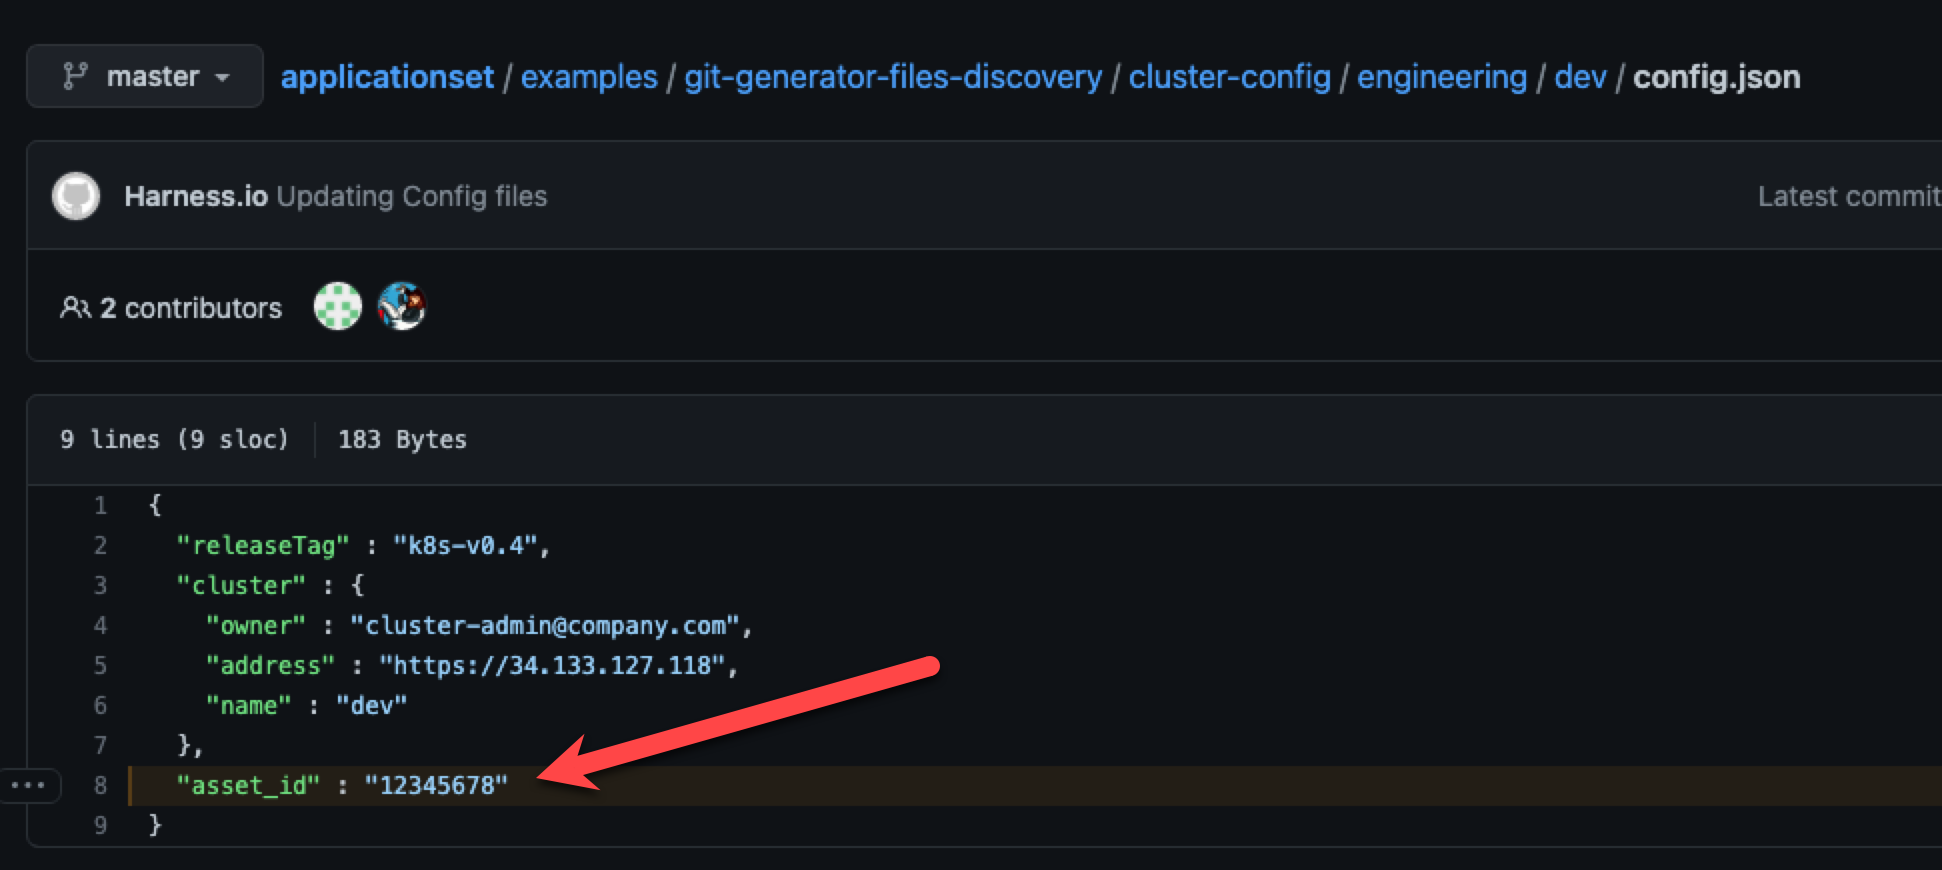 master applicationset / examples / git-generator-files-discovery / cluster-config / engineering / dev / config.json
Harness.io Updating Config files Latest commit
2 contributors
9 lines (9 sloc) 183 Bytes
1 {
2 "releaseTag" : "k8s-v0.4",
3 "cluster" : {
4 "owner" : "cluster-admin@company.com",
5 "address" : "https://34.133.127.118",
6 "name" : "dev"
7 },
8 "asset_id" : "12345678"
9 }